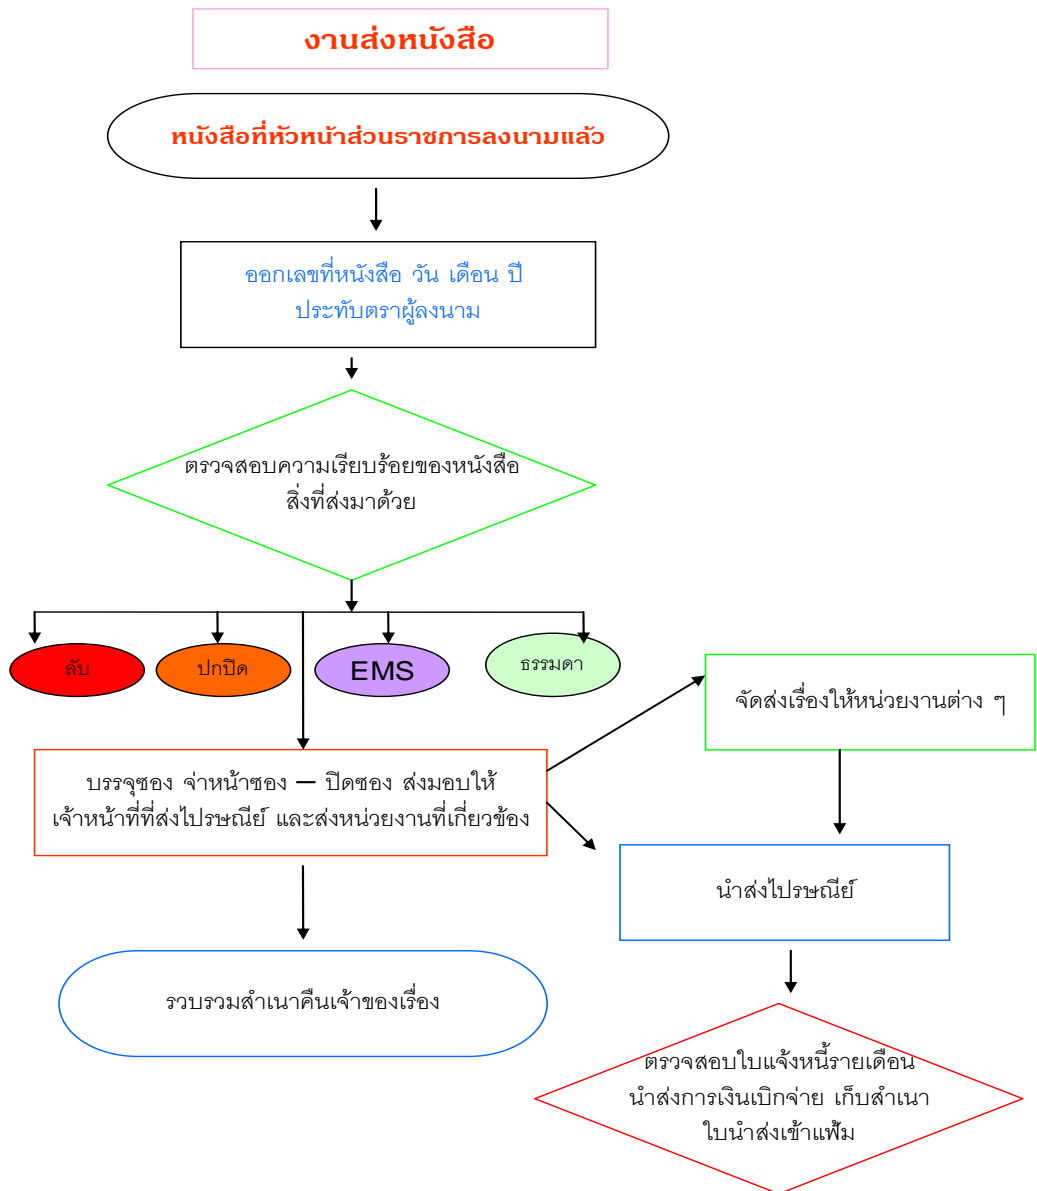 งานส่งหนังสือ
หนังสือที่หัวหน้าส่วนราชการลงนามแล้ว
ออกเลขที่หนังสือ วัน เดือน ปี
ประทับตราผู้ลงนาม
ตรวจสอบความเรียบร้อยของหนังสือ
สิ่งที่ส่งมาด้วย
ลับ
ปกปิด
EMS
ธรรมดา
จัดส่งเรื่องให้หน่วยงานต่าง ๆ
บรรจุซอง จ่าหน้าซอง – ปิดซอง ส่งมอบให้
เจ้าหน้าที่ที่ส่งไปรษณีย์ และส่งหน่วยงานที่เกี่ยวข้อง
นำส่งไปรษณีย์
รวบรวมสำเนาคืนเจ้าของเรื่อง
ตรวจสอบใบแจ้งหนี้รายเดือน
นำส่งการเงินเบิกจ่าย เก็บสำเนา
ใบนำส่งเข้าแฟ้ม